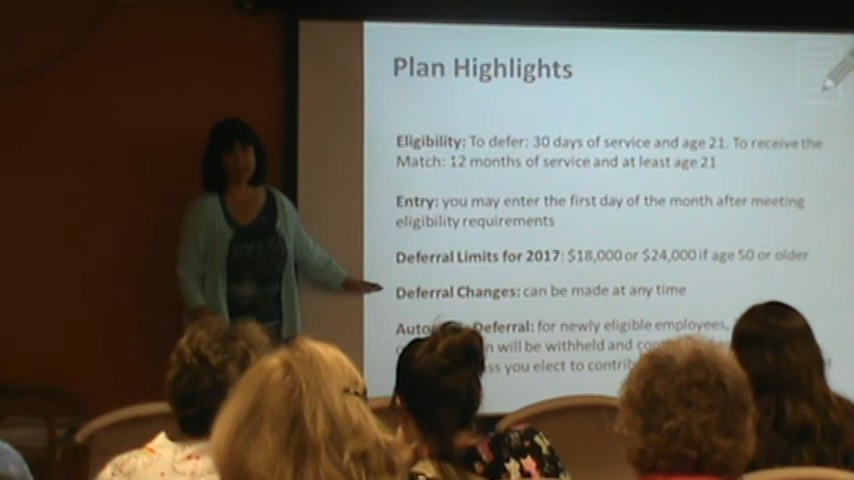 Plan Highlights
Eligibility: To defer: 30 days of service and age 21. To receive the
Match: 12 months of service and at least age 21
Entry: you may enter the first day of the month after meeting
eligibility requirements
Deferral Limits for 2017: $18,000 or $24,000 if age 50 or older
Deferral Changes: can be made at any time
Deferral: for newly eligible employees,
will be withheld and
you elect to